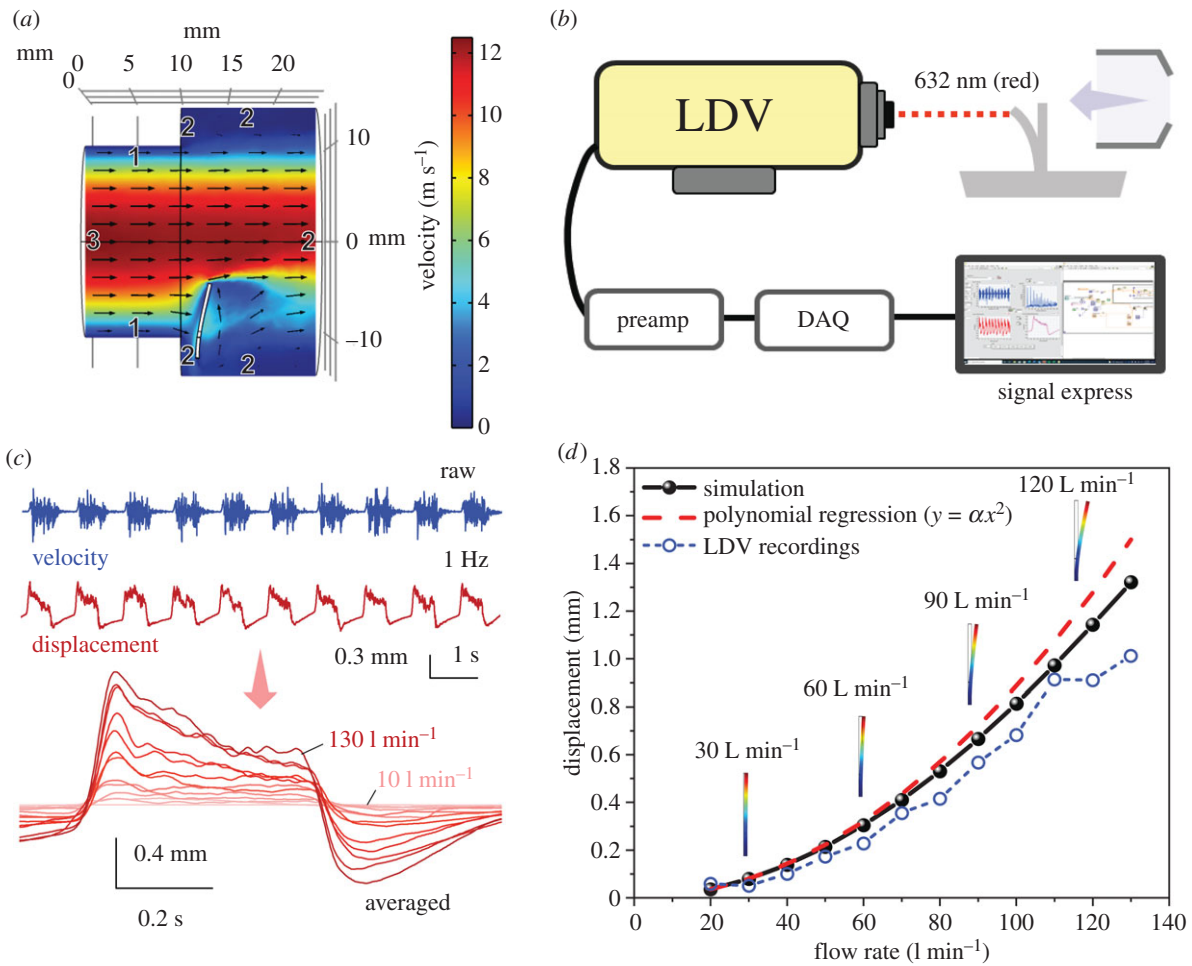 (a)
mm
mm 0 5 10 15 20
0
12
10
8
6
4
2
0
velocity (m s⁻¹)
10
0 mm
−10
1
1
2
2
2
2
2
3
(b)
LDV
632 nm (red)
preamp
DAQ
signal express
(c)
raw
velocity
1 Hz
displacement
0.3 mm
1 s
130 l min⁻¹
10 l min⁻¹
0.4 mm
0.2 s
averaged
(d)
1.8
1.6
1.4
1.2
1.0
0.8
0.6
0.4
0.2
0
displacement (mm)
simulation
polynomial regression (y = αx²)
LDV recordings
120 L min⁻¹
90 L min⁻¹
60 L min⁻¹
30 L min⁻¹
20 40 60 80 100 120 140
flow rate (l min⁻¹)